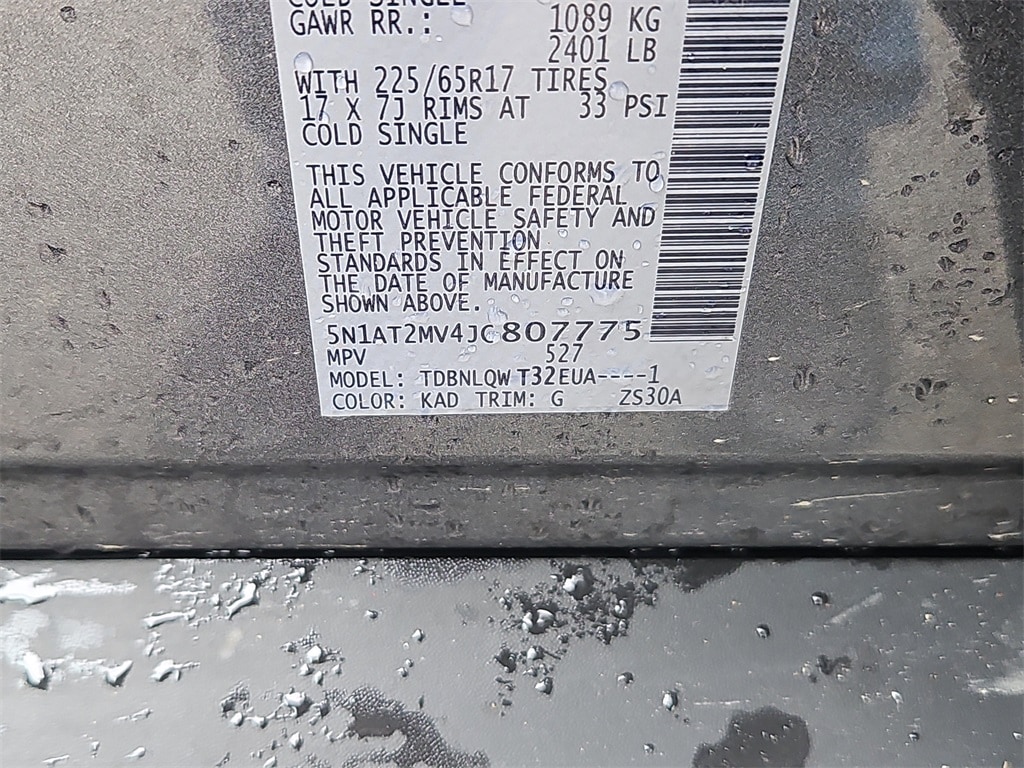 COLD SINGLE
GAWR RR.: 1089 KG
2401 LB
WITH 225/65R17 TIRES
17 X 7J RIMS AT 33 PSI
COLD SINGLE
THIS VEHICLE CONFORMS TO
ALL APPLICABLE FEDERAL
MOTOR VEHICLE SAFETY AND
THEFT PREVENTION
STANDARDS IN EFFECT ON
THE DATE OF MANUFACTURE
SHOWN ABOVE.
5N1AT2MV4JC807775
MPV 527
MODEL: TDBNLQW T32EUA----1
COLOR: KAD TRIM: G ZS30A